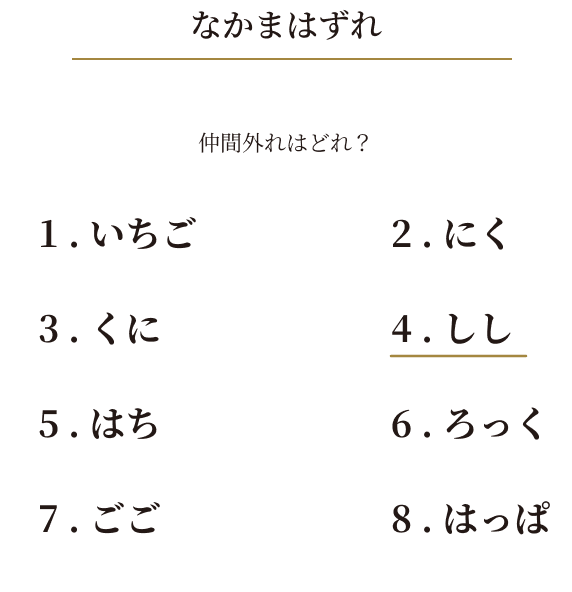 なかまはずれ
仲間外れはどれ？
1．いちご
2．にく
3．くに
4．しし
5．はち
6．ろっく
7．ごご
8．はっぱ